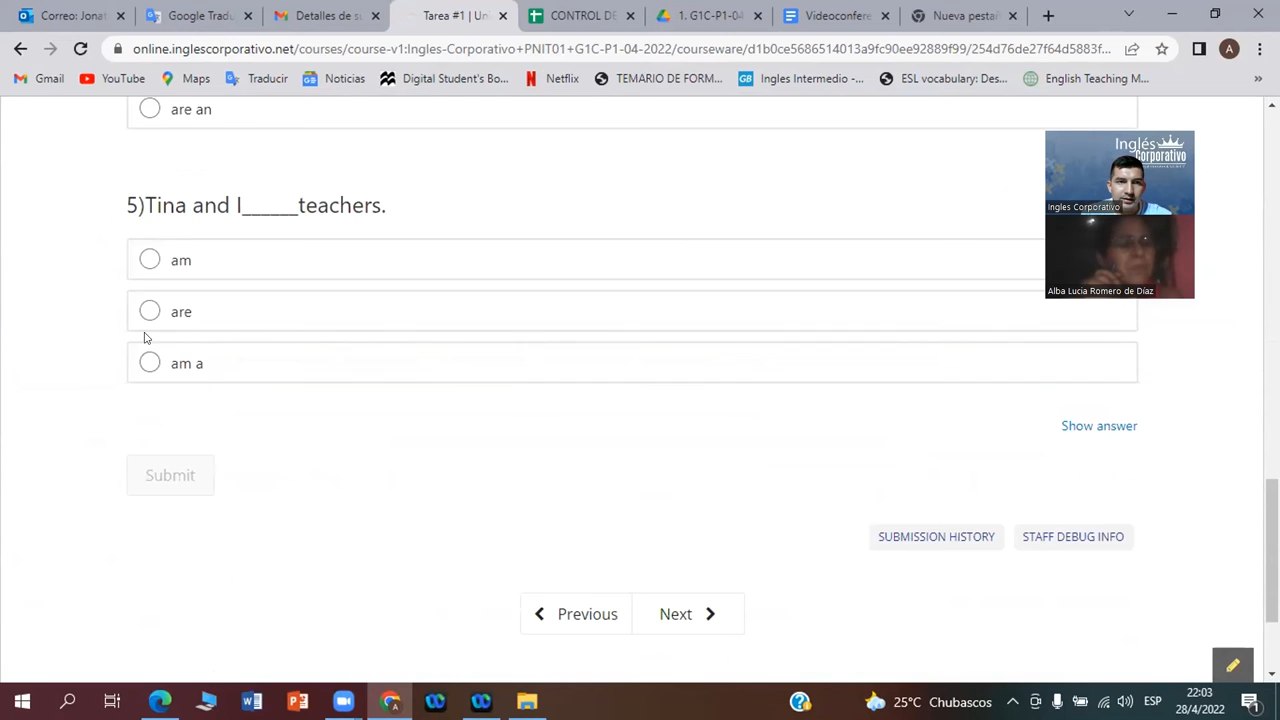 Correo: Jonat
Google Tradu
Detalles de su
Tarea #1 | Un
CONTROL DE
1. G1C-P1-04
Videoconfere
Nueva pestañ
online.inglescorporativo.net/courses/course-v1:Ingles-Corporativo+PNIT01+G1C-P1-04-2022/courseware/d1b0ce5686514013a9fc90ee92889f99/254d76de27f64d5883f...
A
Gmail
YouTube
Maps
Traducir
Noticias
Digital Student's Bo...
Netflix
TEMARIO DE FORM...
Ingles Intermedio -...
ESL vocabulary: Des...
English Teaching M...
»
are an
Inglés
Corporativo
Ingles Corporativo
Alba Lucia Romero de Díaz
5)Tina and I______teachers.
am
are
am a
Show answer
Submit
SUBMISSION HISTORY
STAFF DEBUG INFO
Previous
Next
25°C Chubascos
ESP
22:03
28/4/2022